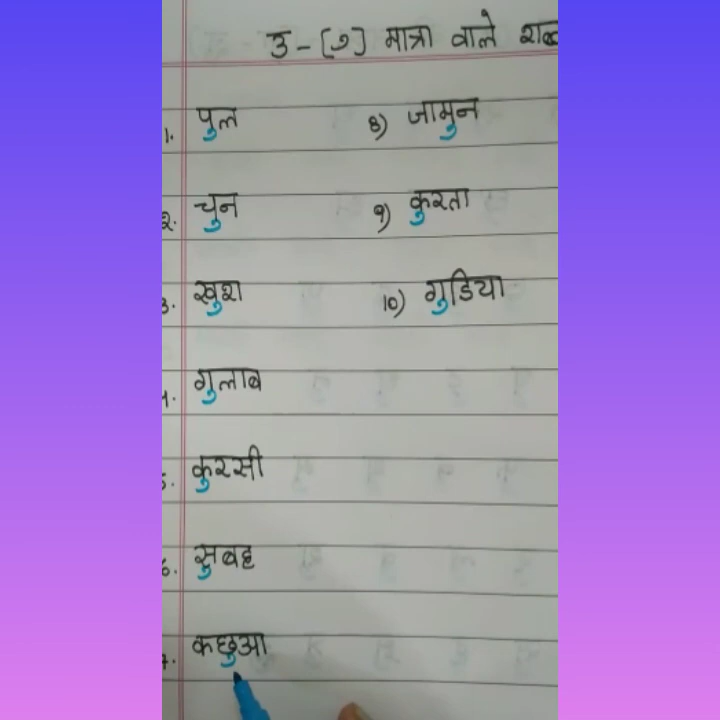 उ - [ु] मात्रा वाले शब्द
1. पुल
2. चुन
3. खुश
4. गुलाब
5. कुरसी
6. सुबह
7. कछुआ
8) जामुन
9) कुरता
10) गुडिया